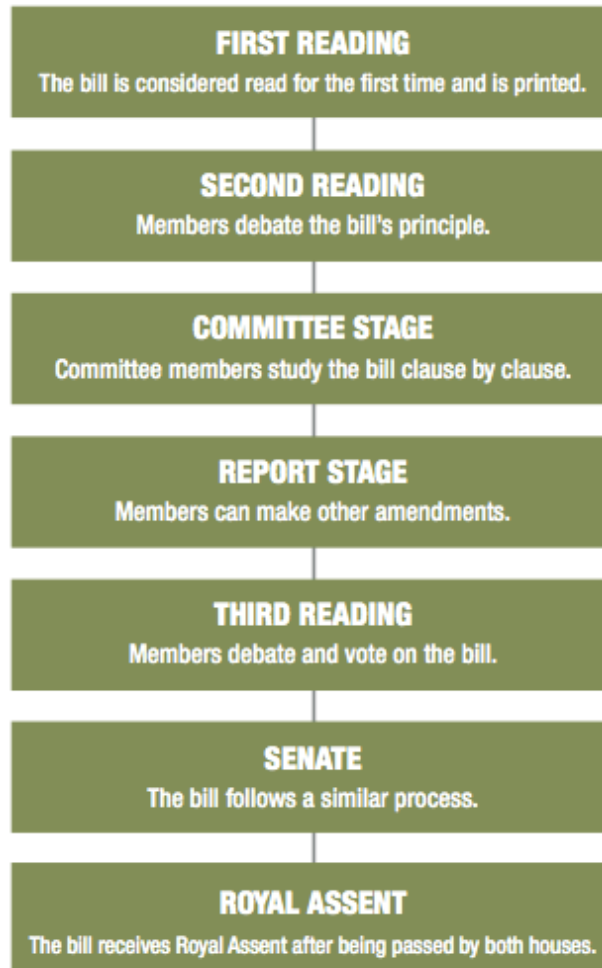 FIRST READING
The bill is considered read for the first time and is printed.
SECOND READING
Members debate the bill's principle.
COMMITTEE STAGE
Committee members study the bill clause by clause.
REPORT STAGE
Members can make other amendments.
THIRD READING
Members debate and vote on the bill.
SENATE
The bill follows a similar process.
ROYAL ASSENT
The bill receives Royal Assent after being passed by both houses.